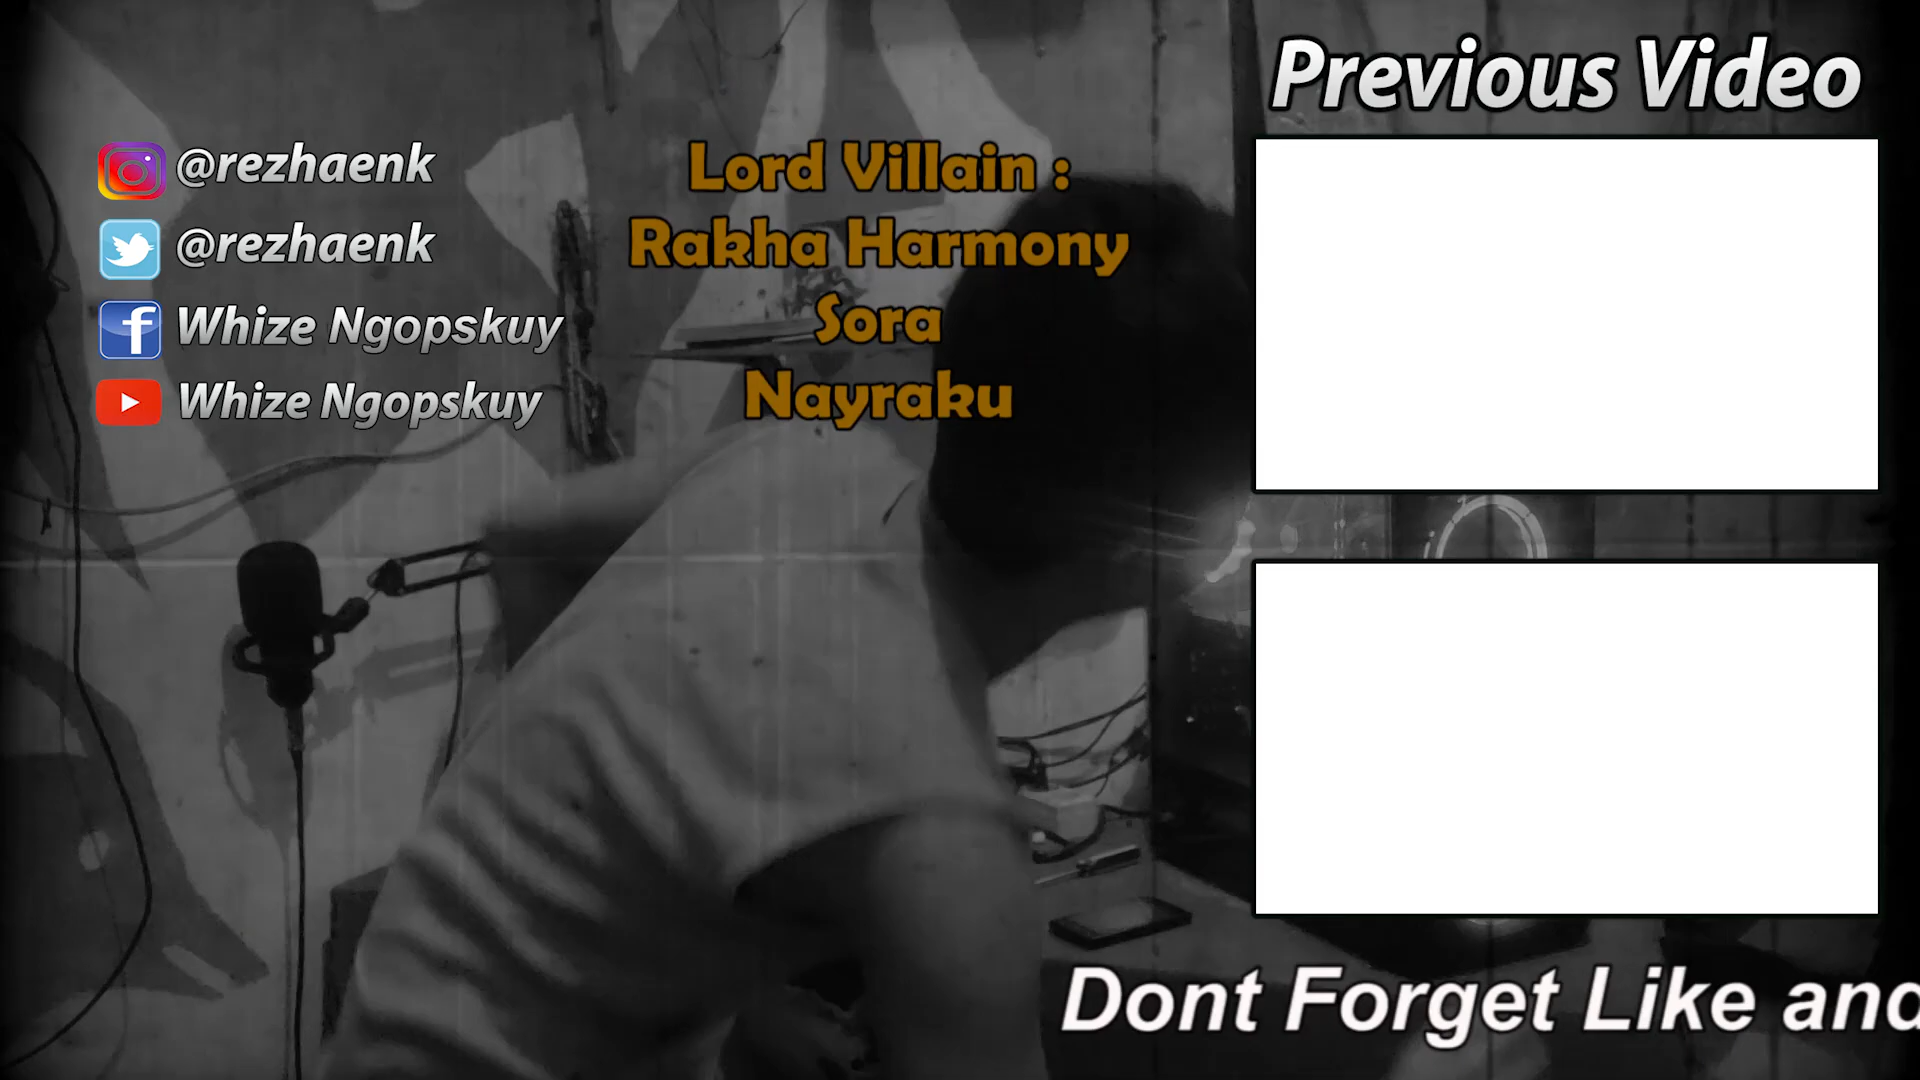 Previous Video
@rezhaenk
@rezhaenk
Whize Ngopskuy
Whize Ngopskuy
Lord Villain :
Rakha Harmony
Sora
Nayraku
Dont Forget Like and